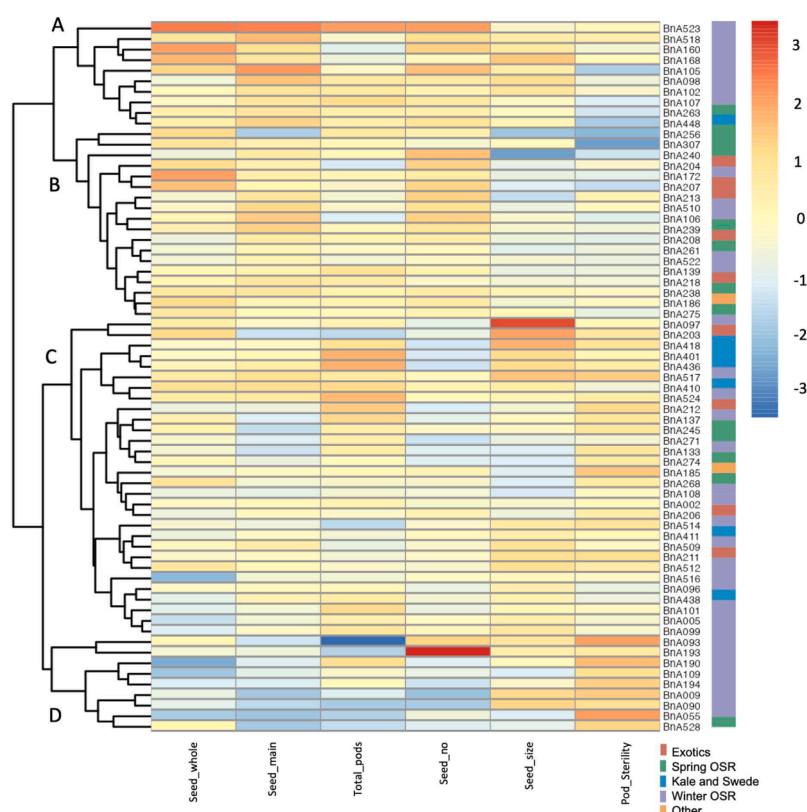 A
B
C
D
BnA523
BnA518
BnA160
BnA168
BnA105
BnA098
BnA102
BnA107
BnA263
BnA448
BnA256
BnA307
BnA240
BnA204
BnA172
BnA207
BnA213
BnA510
BnA106
BnA239
BnA208
BnA261
BnA522
BnA139
BnA218
BnA238
BnA186
BnA275
BnA097
BnA203
BnA418
BnA401
BnA436
BnA517
BnA410
BnA524
BnA212
BnA137
BnA245
BnA271
BnA133
BnA274
BnA185
BnA268
BnA108
BnA002
BnA206
BnA514
BnA411
BnA509
BnA211
BnA512
BnA516
BnA096
BnA438
BnA101
BnA005
BnA099
BnA093
BnA193
BnA190
BnA109
BnA194
BnA009
BnA090
BnA055
BnA528
3
2
1
0
-1
-2
-3
Seed_whole
Seed_main
Total_pods
Seed_no
Seed_size
Pod_Sterility
Exotics
Spring OSR
Kale and Swede
Winter OSR
Other